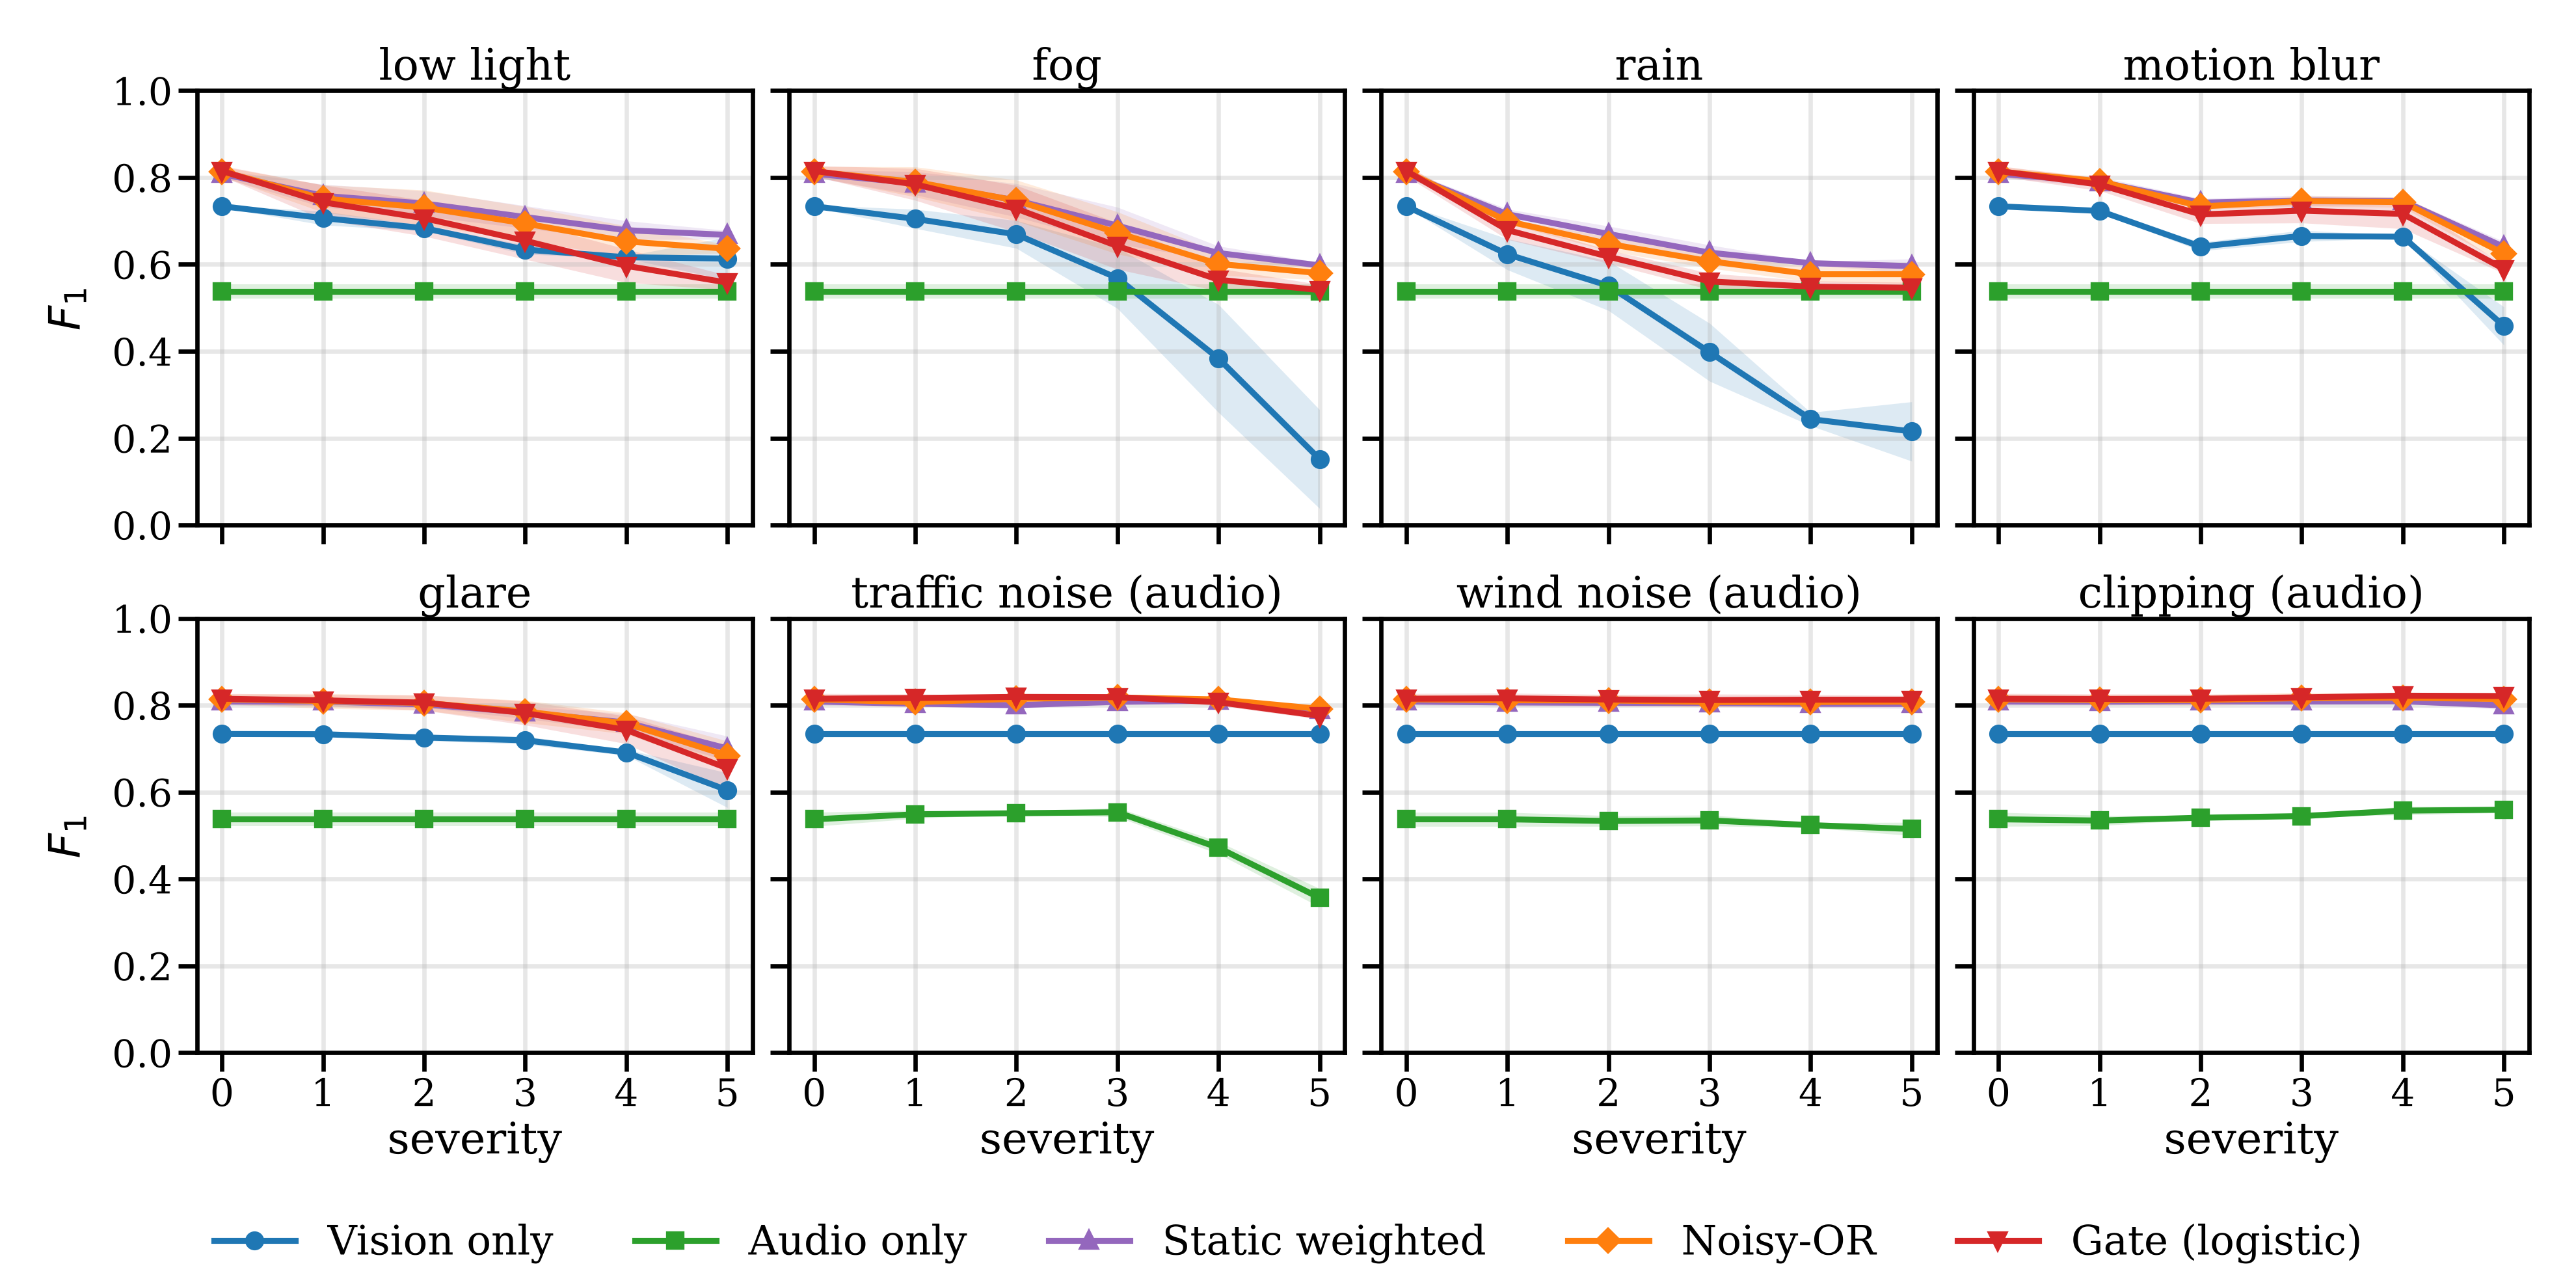 low light fog rain motion blur
1.0
0.8
0.6
0.4
0.2
0.0
F1
glare traffic noise (audio) wind noise (audio) clipping (audio)
1.0
0.8
0.6
0.4
0.2
0.0
F1
0 1 2 3 4 5 0 1 2 3 4 5 0 1 2 3 4 5 0 1 2 3 4 5
severity severity severity severity
Vision only Audio only Static weighted Noisy-OR Gate (logistic)